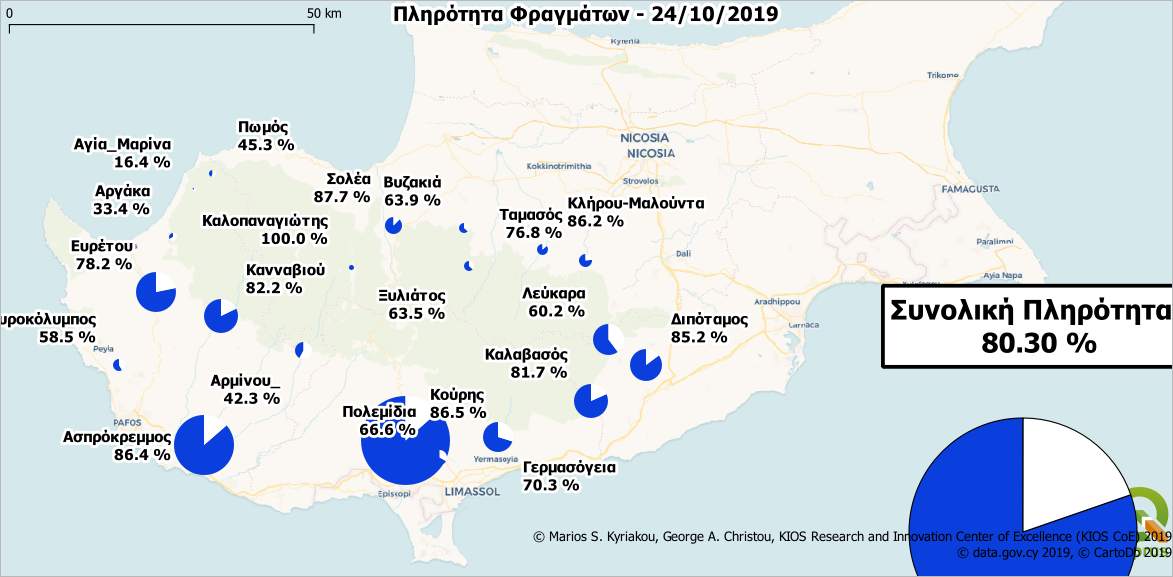 0 50 km
Πληρότητα Φραγμάτων - 24/10/2019
Kyrenia
Trikomo
Πωμός
45.3 %
Αγία_Μαρίνα
16.4 %
NICOSIA
NICOSIA
Kokkinotrimithia
Strovolos
Σολέα
87.7 %
Βυζακιά
63.9 %
Αργάκα
33.4 %
FAMAGUSTA
Κλήρου-Μαλούντα
86.2 %
Ταμασός
76.8 %
Καλοπαναγιώτης
100.0 %
Paralimni
Ευρέτου
78.2 %
Dali
Κανναβιού
82.2 %
Ayia Napa
Ξυλιάτος
63.5 %
Λεύκαρα
60.2 %
Aradhippou
Συνολική Πληρότητα
80.30 %
υροκόλυμπος
58.5 %
Διπόταμος
85.2 %
Larnaca
Peyia
Καλαβασός
81.7 %
Αρμίνου_
42.3 %
Κούρης
86.5 %
Πολεμίδια
66.6 %
PAFOS
Ασπρόκρεμμος
86.4 %
Yermasoyia
Γερμασόγεια
70.3 %
Episkopi
LIMASSOL
© Marios S. Kyriakou, George A. Christou, KIOS Research and Innovation Center of Excellence (KIOS CoE) 2019
© data.gov.cy 2019, © CartoDb 2019